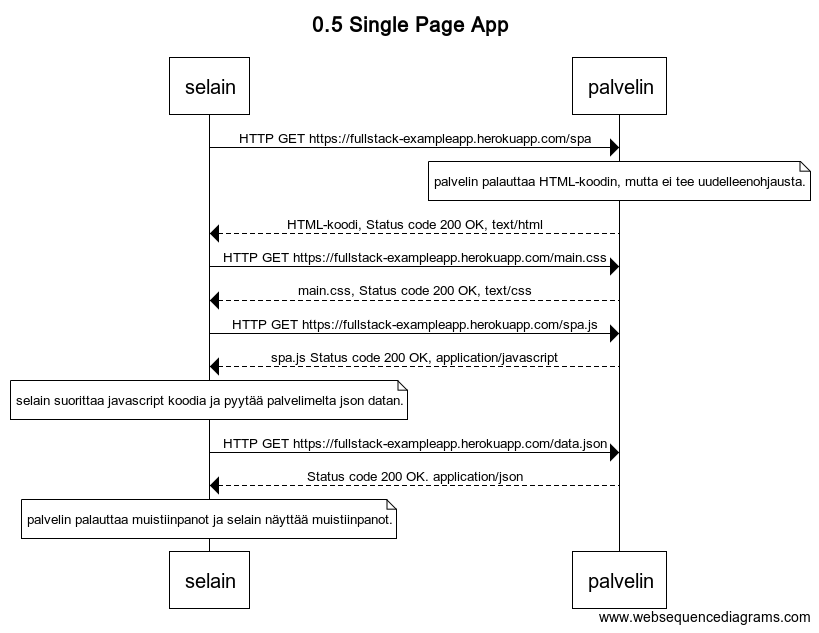 0.5 Single Page App
selain
palvelin
HTTP GET https://fullstack-exampleapp.herokuapp.com/spa
palvelin palauttaa HTML-koodin, mutta ei tee uudelleenohjausta.
HTML-koodi, Status code 200 OK, text/html
HTTP GET https://fullstack-exampleapp.herokuapp.com/main.css
main.css, Status code 200 OK, text/css
HTTP GET https://fullstack-exampleapp.herokuapp.com/spa.js
spa.js Status code 200 OK, application/javascript
selain suorittaa javascript koodia ja pyytää palvelimelta json datan.
HTTP GET https://fullstack-exampleapp.herokuapp.com/data.json
Status code 200 OK. application/json
palvelin palauttaa muistiinpanot ja selain näyttää muistiinpanot.
selain
palvelin
www.websequencediagrams.com